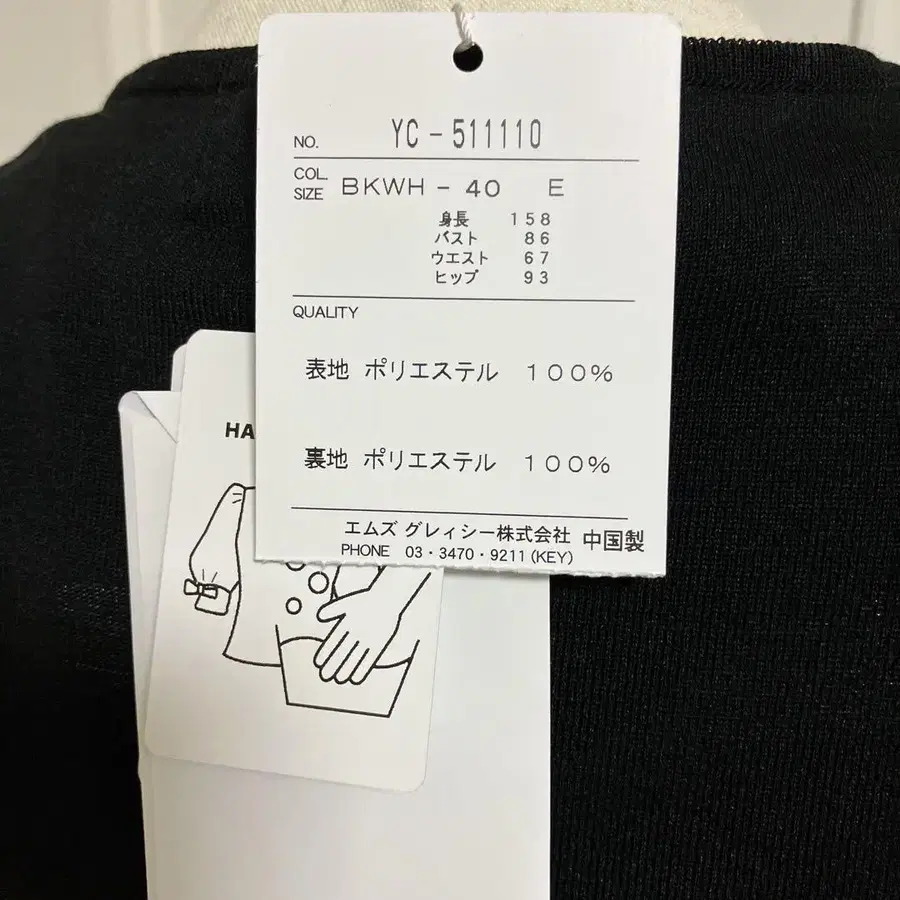 NO. YC-511110
COL.
SIZE BKWH-40 E
身長 158
バスト 86
ウエスト 67
ヒップ 93
QUALITY
表地 ポリエステル 100%
裏地 ポリエステル 100%
エムズ グレィシー株式会社 中国製
PHONE 03・3470・9211(KEY)
HA